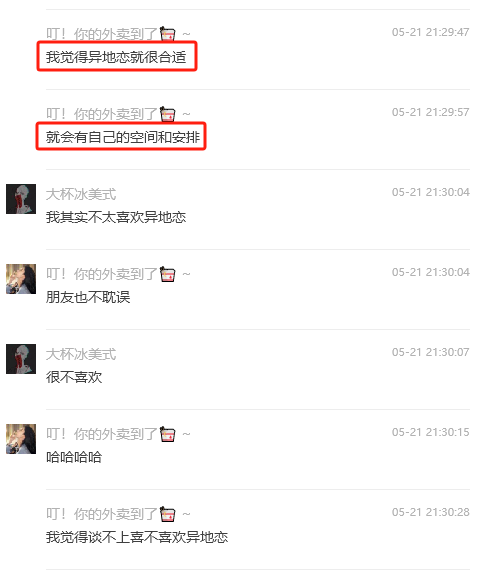 叮！你的外卖到了 ~
05-21 21:29:47
我觉得异地恋就很合适
叮！你的外卖到了 ~
05-21 21:29:57
就会有自己的空间和安排
大杯冰美式
05-21 21:30:04
我其实不太喜欢异地恋
叮！你的外卖到了 ~
05-21 21:30:04
朋友也不耽误
大杯冰美式
05-21 21:30:07
很不喜欢
叮！你的外卖到了 ~
05-21 21:30:15
哈哈哈哈
叮！你的外卖到了 ~
05-21 21:30:28
我觉得谈不上喜不喜欢异地恋